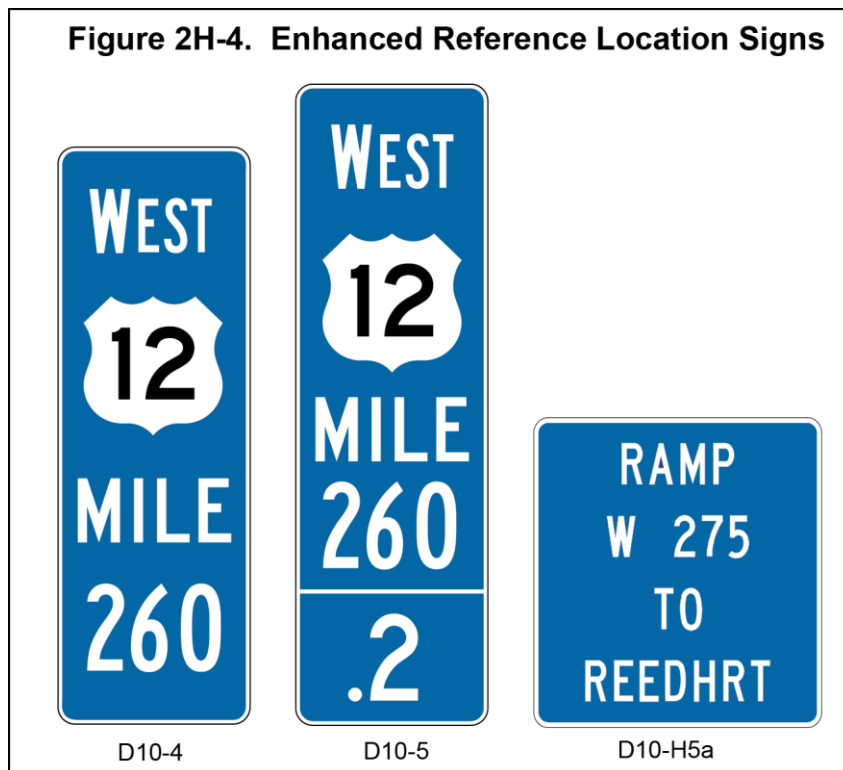 Figure 2H-4. Enhanced Reference Location Signs
WEST
12
MILE
260
D10-4
WEST
12
MILE
260
.2
D10-5
RAMP
W 275
TO
REEDHRT
D10-H5a